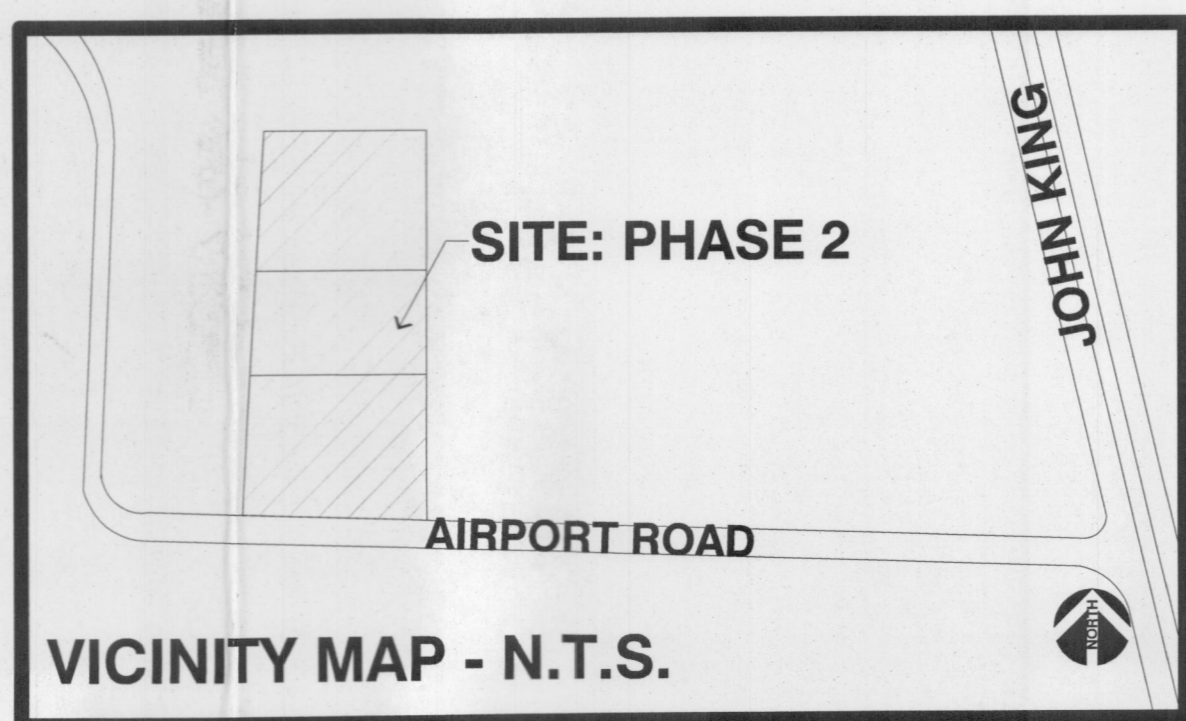 SITE: PHASE 2
JOHN KING
AIRPORT ROAD
NORTH
VICINITY MAP - N.T.S.